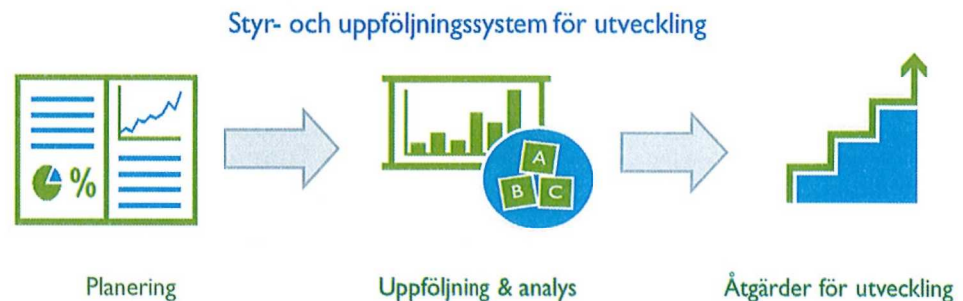 Styr- och uppföljningssystem för utveckling
%
A
B C
Planering
Uppföljning & analys
Åtgärder för utveckling